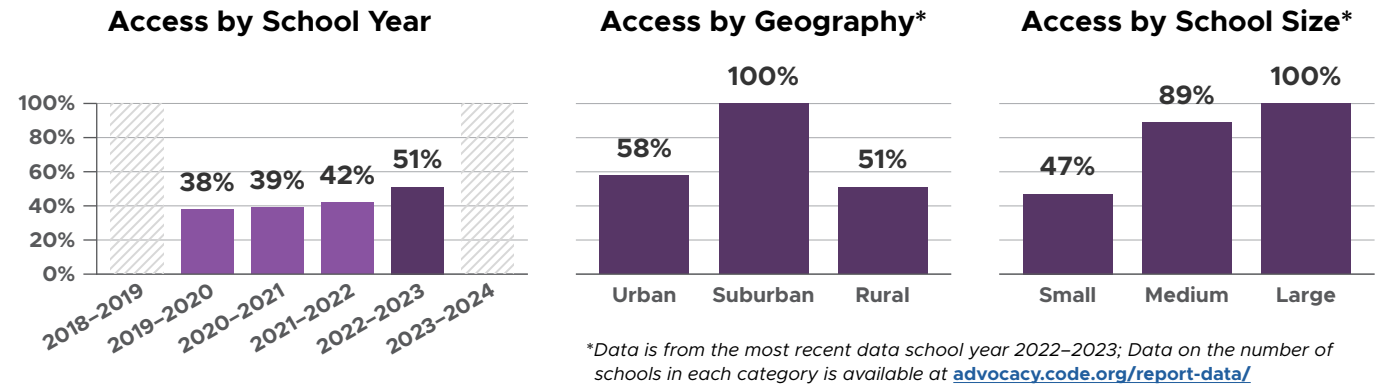 Access by School Year
100%
80%
60%
40%
20%
0%
38%
39%
42%
51%
2018–2019
2019–2020
2020–2021
2021–2022
2022–2023
2023–2024
Access by Geography*
58%
100%
51%
Urban
Suburban
Rural
Access by School Size*
47%
89%
100%
Small
Medium
Large
*Data is from the most recent data school year 2022–2023; Data on the number of
schools in each category is available at advocacy.code.org/report-data/